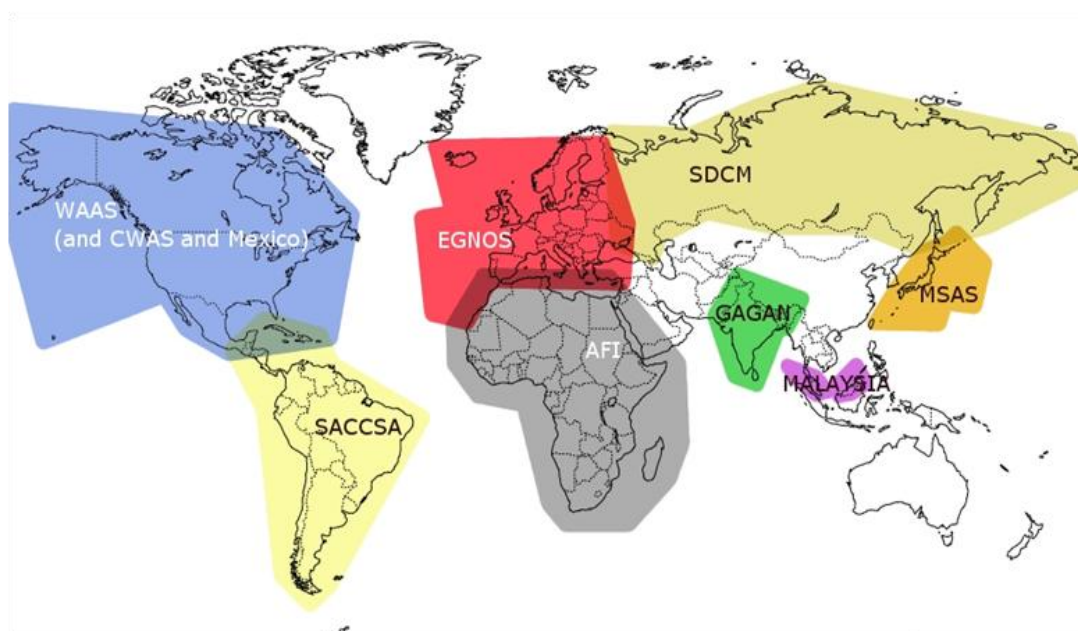 SDCM
WAAS
(and CWAS and Mexico)
EGNOS
MSAS
GAGAN
AFI
MALAYSIA
SACCSA